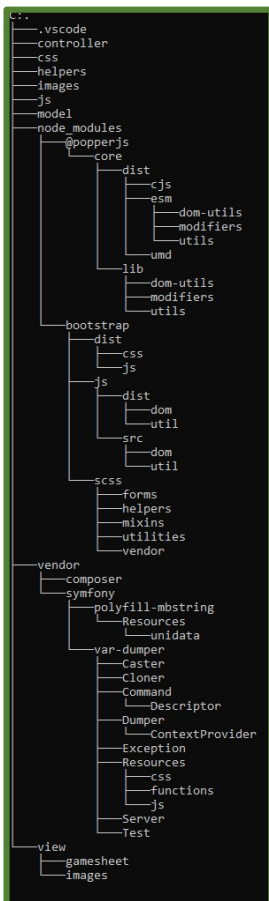 C:.
├───.vscode
├───controller
├───css
├───helpers
├───images
├───js
├───model
├───node_modules
│   ├───@popperjs
│   │   └───core
│   │       ├───dist
│   │       │   ├───cjs
│   │       │   ├───esm
│   │       │   │   ├───dom-utils
│   │       │   │   ├───modifiers
│   │       │   │   └───utils
│   │       │   └───umd
│   │       └───lib
│   │           ├───dom-utils
│   │           ├───modifiers
│   │           └───utils
│   └───bootstrap
│       ├───dist
│       │   ├───css
│       │   └───js
│       ├───js
│       │   ├───dist
│       │   │   ├───dom
│       │   │   └───util
│       │   └───src
│       │       ├───dom
│       │       └───util
│       └───scss
│           ├───forms
│           ├───helpers
│           ├───mixins
│           ├───utilities
│           └───vendor
├───vendor
│   ├───composer
│   └───symfony
│       ├───polyfill-mbstring
│       │   └───Resources
│       │       └───unidata
│       └───var-dumper
│           ├───Caster
│           ├───Cloner
│           ├───Command
│           │   └───Descriptor
│           ├───Dumper
│           │   └───ContextProvider
│           ├───Exception
│           ├───Resources
│           │   ├───css
│           │   ├───functions
│           │   └───js
│           ├───Server
│           └───Test
└───view
    ├───gamesheet
    └───images